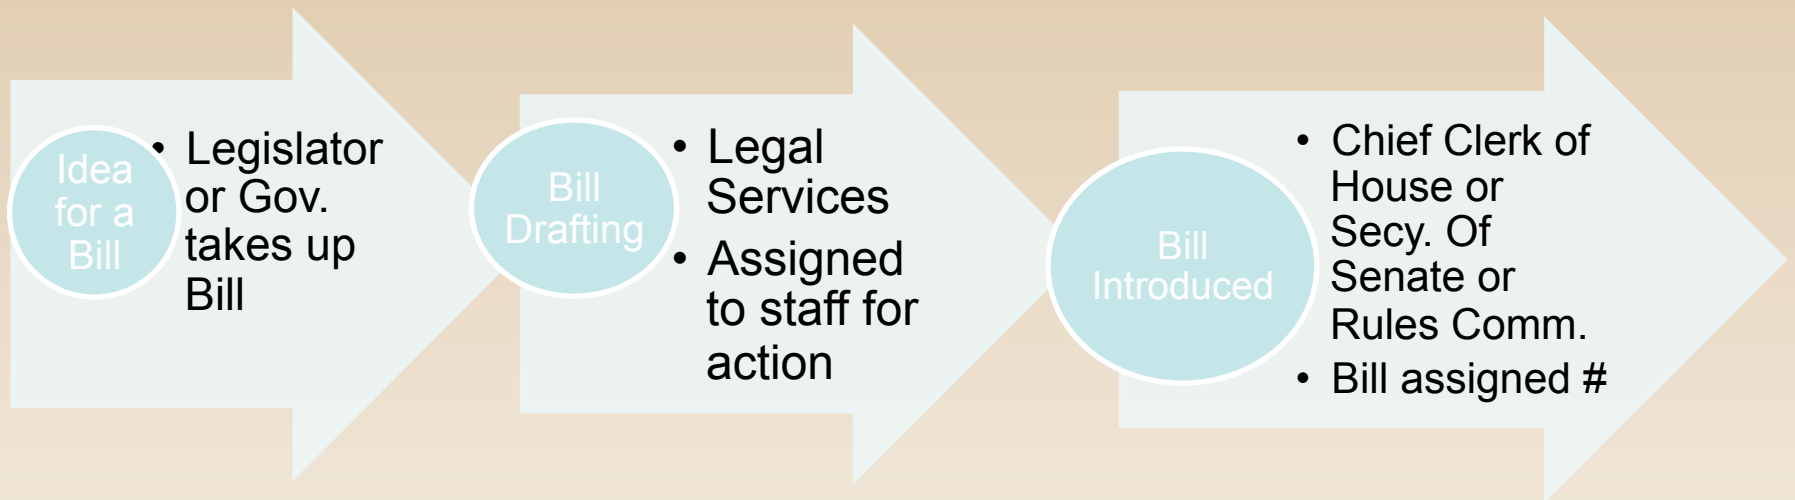 Idea
for a
Bill
• Legislator
or Gov.
takes up
Bill
Bill
Drafting
• Legal
Services
• Assigned
to staff for
action
Bill
Introduced
• Chief Clerk of
House or
Secy. Of
Senate or
Rules Comm.
• Bill assigned #